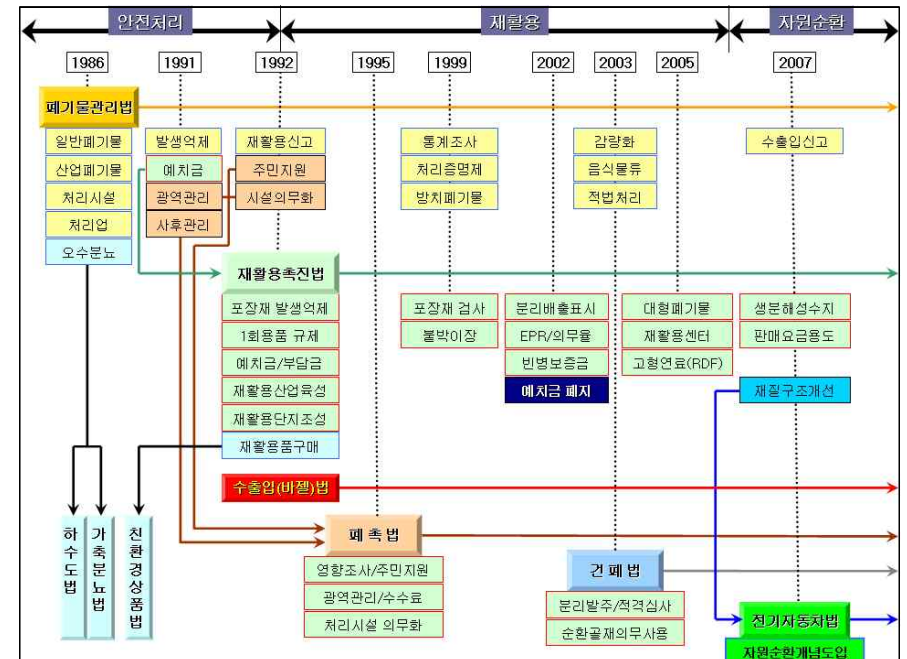 안전처리
재활용
자원순환
1986
1991
1992
1995
1999
2002
2003
2005
2007
폐기물관리법
일반폐기물
산업폐기물
처리시설
처리업
오수분뇨
발생억제
예치금
광역관리
사후관리
재활용신고
주민지원
시설의무화
통계조사
처리증명제
방치폐기물
감량화
음식물류
적법처리
수출입신고
재활용촉진법
포장재 발생억제
1회용품 규제
예치금/부담금
재활용산업육성
재활용단지조성
재활용품구매
포장재 검사
붙박이장
분리배출표시
EPR/의무율
빈병보증금
예치금 폐지
대형폐기물
재활용센터
고형연료(RDF)
생분해성수지
판매요금용도
재질구조개선
수출입(바젤)법
하수도법
가축분뇨법
친환경상품법
폐촉법
영향조사/주민지원
광역관리/수수료
처리시설 의무화
건폐법
분리발주/적격심사
순환골재의무사용
전기자동차법
자원순환개념도입